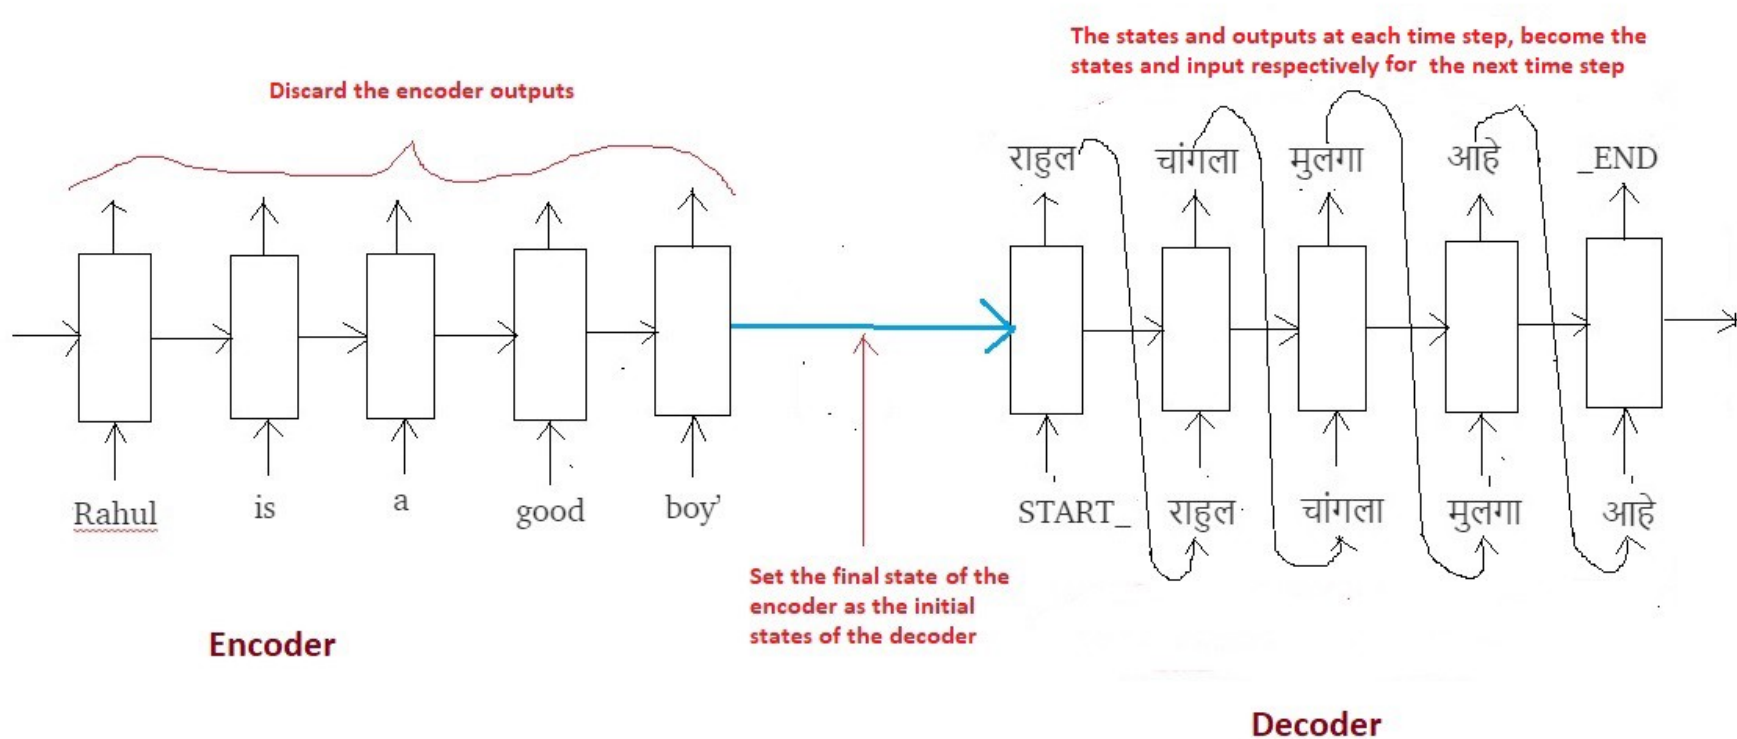 The states and outputs at each time step, become the
states and input respectively for the next time step
Discard the encoder outputs
राहुल चांगला मुलगा आहे _END
Rahul is a good boy’
START_ राहुल चांगला मुलगा आहे
Set the final state of the
encoder as the initial
states of the decoder
Encoder
Decoder